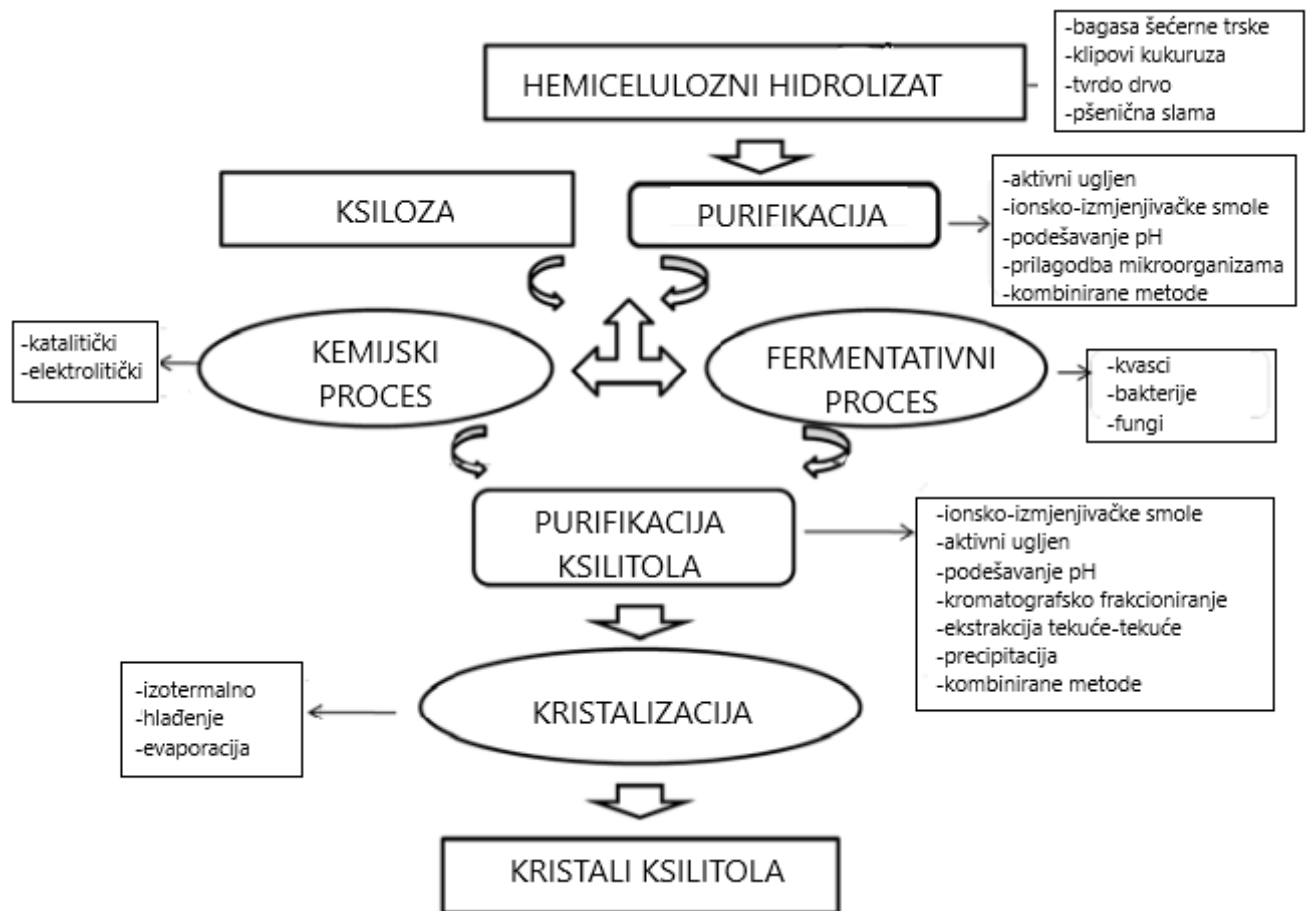 HEMICELULOZNI HIDROLIZAT
-bagasa šećerne trske
-klipovi kukuruza
-tvrdo drvo
-pšenična slama
KSILOZA
PURIFIKACIJA
-aktivni ugljen
-ionsko-izmjenjivačke smole
-podešavanje pH
-prilagodba mikroorganizama
-kombinirane metode
-katalitički
-elektrolitički
KEMIJSKI
PROCES
FERMENTATIVNI
PROCES
-kvasci
-bakterije
-fungi
PURIFIKACIJA
KSILITOLA
-ionsko-izmjenjivačke smole
-aktivni ugljen
-podešavanje pH
-kromatografsko frakcioniranje
-ekstrakcija tekuće-tekuće
-precipitacija
-kombinirane metode
-izotermalno
-hlađenje
-evaporacija
KRISTALIZACIJA
KRISTALI KSILITOLA